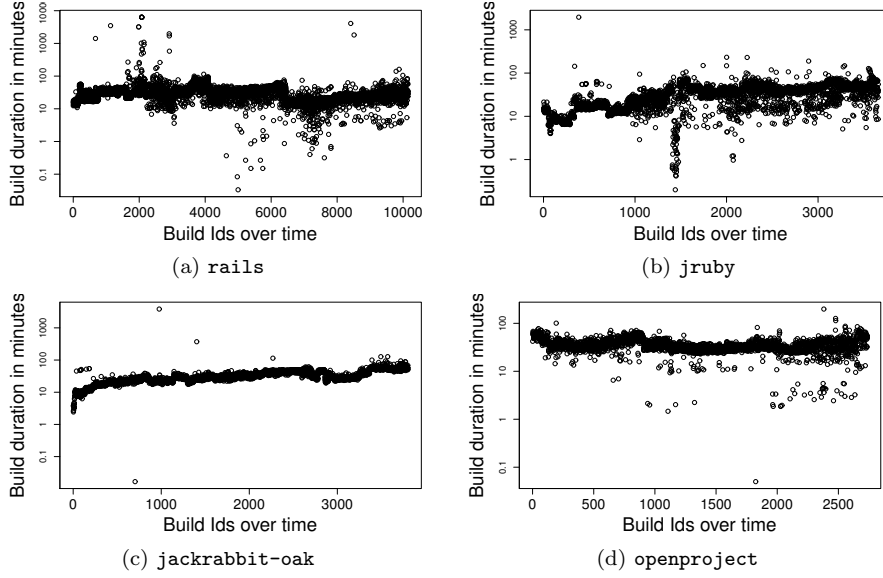 Build duration in minutes
0.1 1 10 100 1000
0 2000 4000 6000 8000 10000
Build Ids over time
(a) rails
Build duration in minutes
1 10 100 1000
0 1000 2000 3000
Build Ids over time
(b) jruby
Build duration in minutes
0.1 1 10 100 1000
0 1000 2000 3000
Build Ids over time
(c) jackrabbit-oak
Build duration in minutes
0.1 1 10 100
0 500 1000 1500 2000 2500
Build Ids over time
(d) openproject